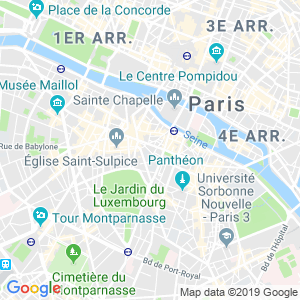 Place de la Concorde
1ER ARR.
3E ARR.
Le Centre Pompidou
Musée Maillol
Sainte Chapelle
Paris
Seine
4E ARR.
Rue de Babylone
Église Saint-Sulpice
Panthéon
Le Jardin du
Luxembourg
Université
Sorbonne
Nouvelle
- Paris 3
Tour Montparnasse
Bd de l'Hôpital
Bd de Port-Royal
Cimetière du
Montparnasse
Google
Map data ©2019 Google